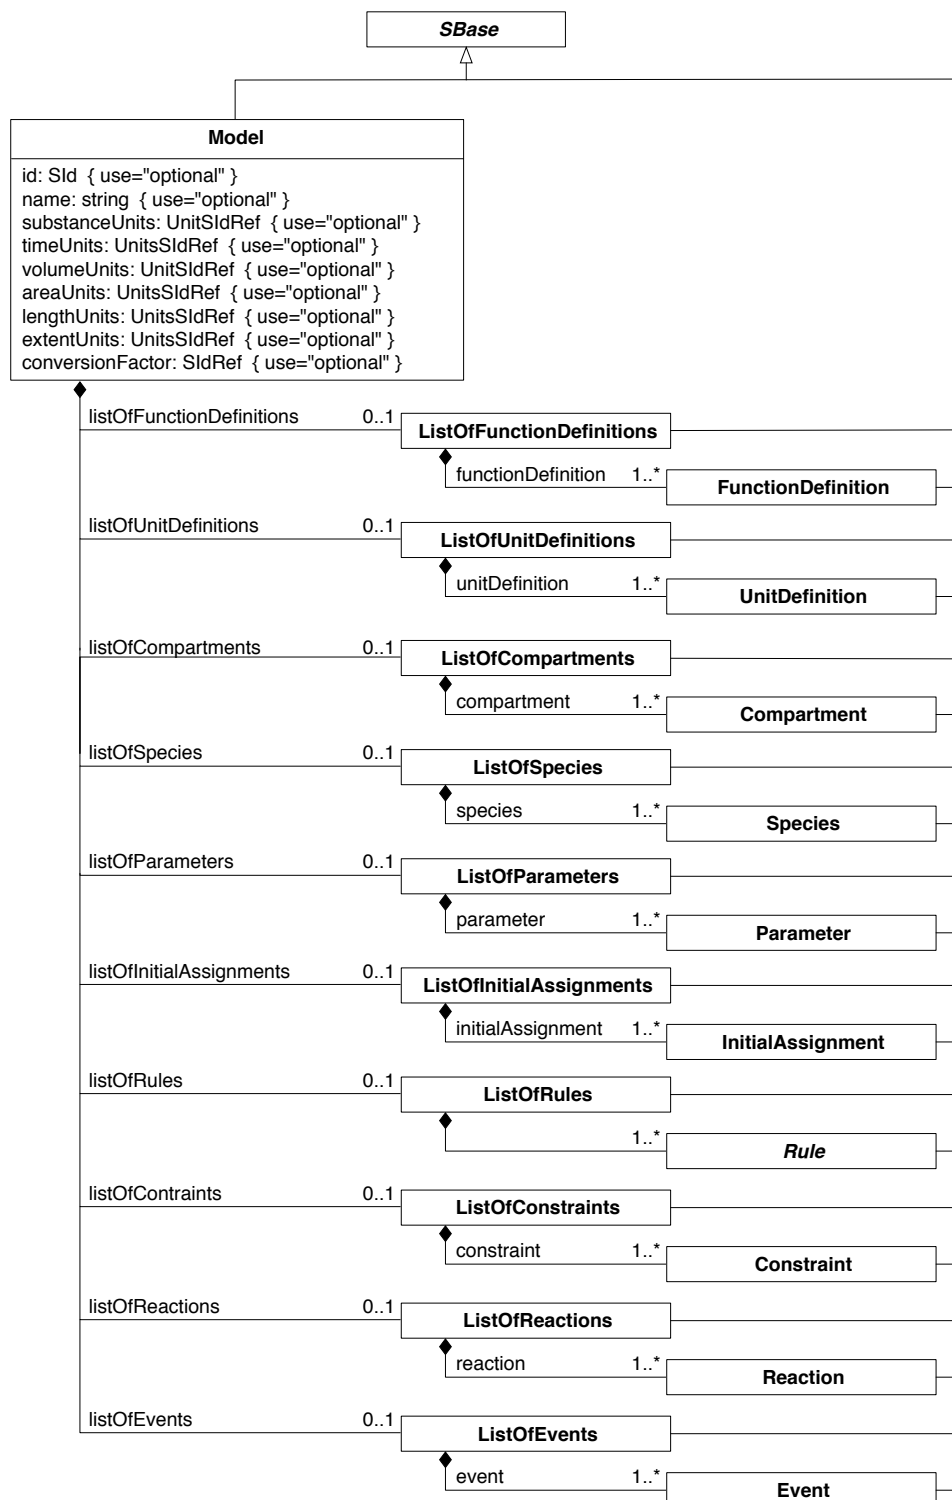 SBase
Model
id: SId { use="optional" }
name: string { use="optional" }
substanceUnits: UnitSIdRef { use="optional" }
timeUnits: UnitsSIdRef { use="optional" }
volumeUnits: UnitSIdRef { use="optional" }
areaUnits: UnitsSIdRef { use="optional" }
lengthUnits: UnitsSIdRef { use="optional" }
extentUnits: UnitsSIdRef { use="optional" }
conversionFactor: SIdRef { use="optional" }
listOfFunctionDefinitions 0..1 ListOfFunctionDefinitions
functionDefinition 1..* FunctionDefinition
listOfUnitDefinitions 0..1 ListOfUnitDefinitions
unitDefinition 1..* UnitDefinition
listOfCompartments 0..1 ListOfCompartments
compartment 1..* Compartment
listOfSpecies 0..1 ListOfSpecies
species 1..* Species
listOfParameters 0..1 ListOfParameters
parameter 1..* Parameter
listOfInitialAssignments 0..1 ListOfInitialAssignments
initialAssignment 1..* InitialAssignment
listOfRules 0..1 ListOfRules
1..* Rule
listOfContraints 0..1 ListOfConstraints
constraint 1..* Constraint
listOfReactions 0..1 ListOfReactions
reaction 1..* Reaction
listOfEvents 0..1 ListOfEvents
event 1..* Event